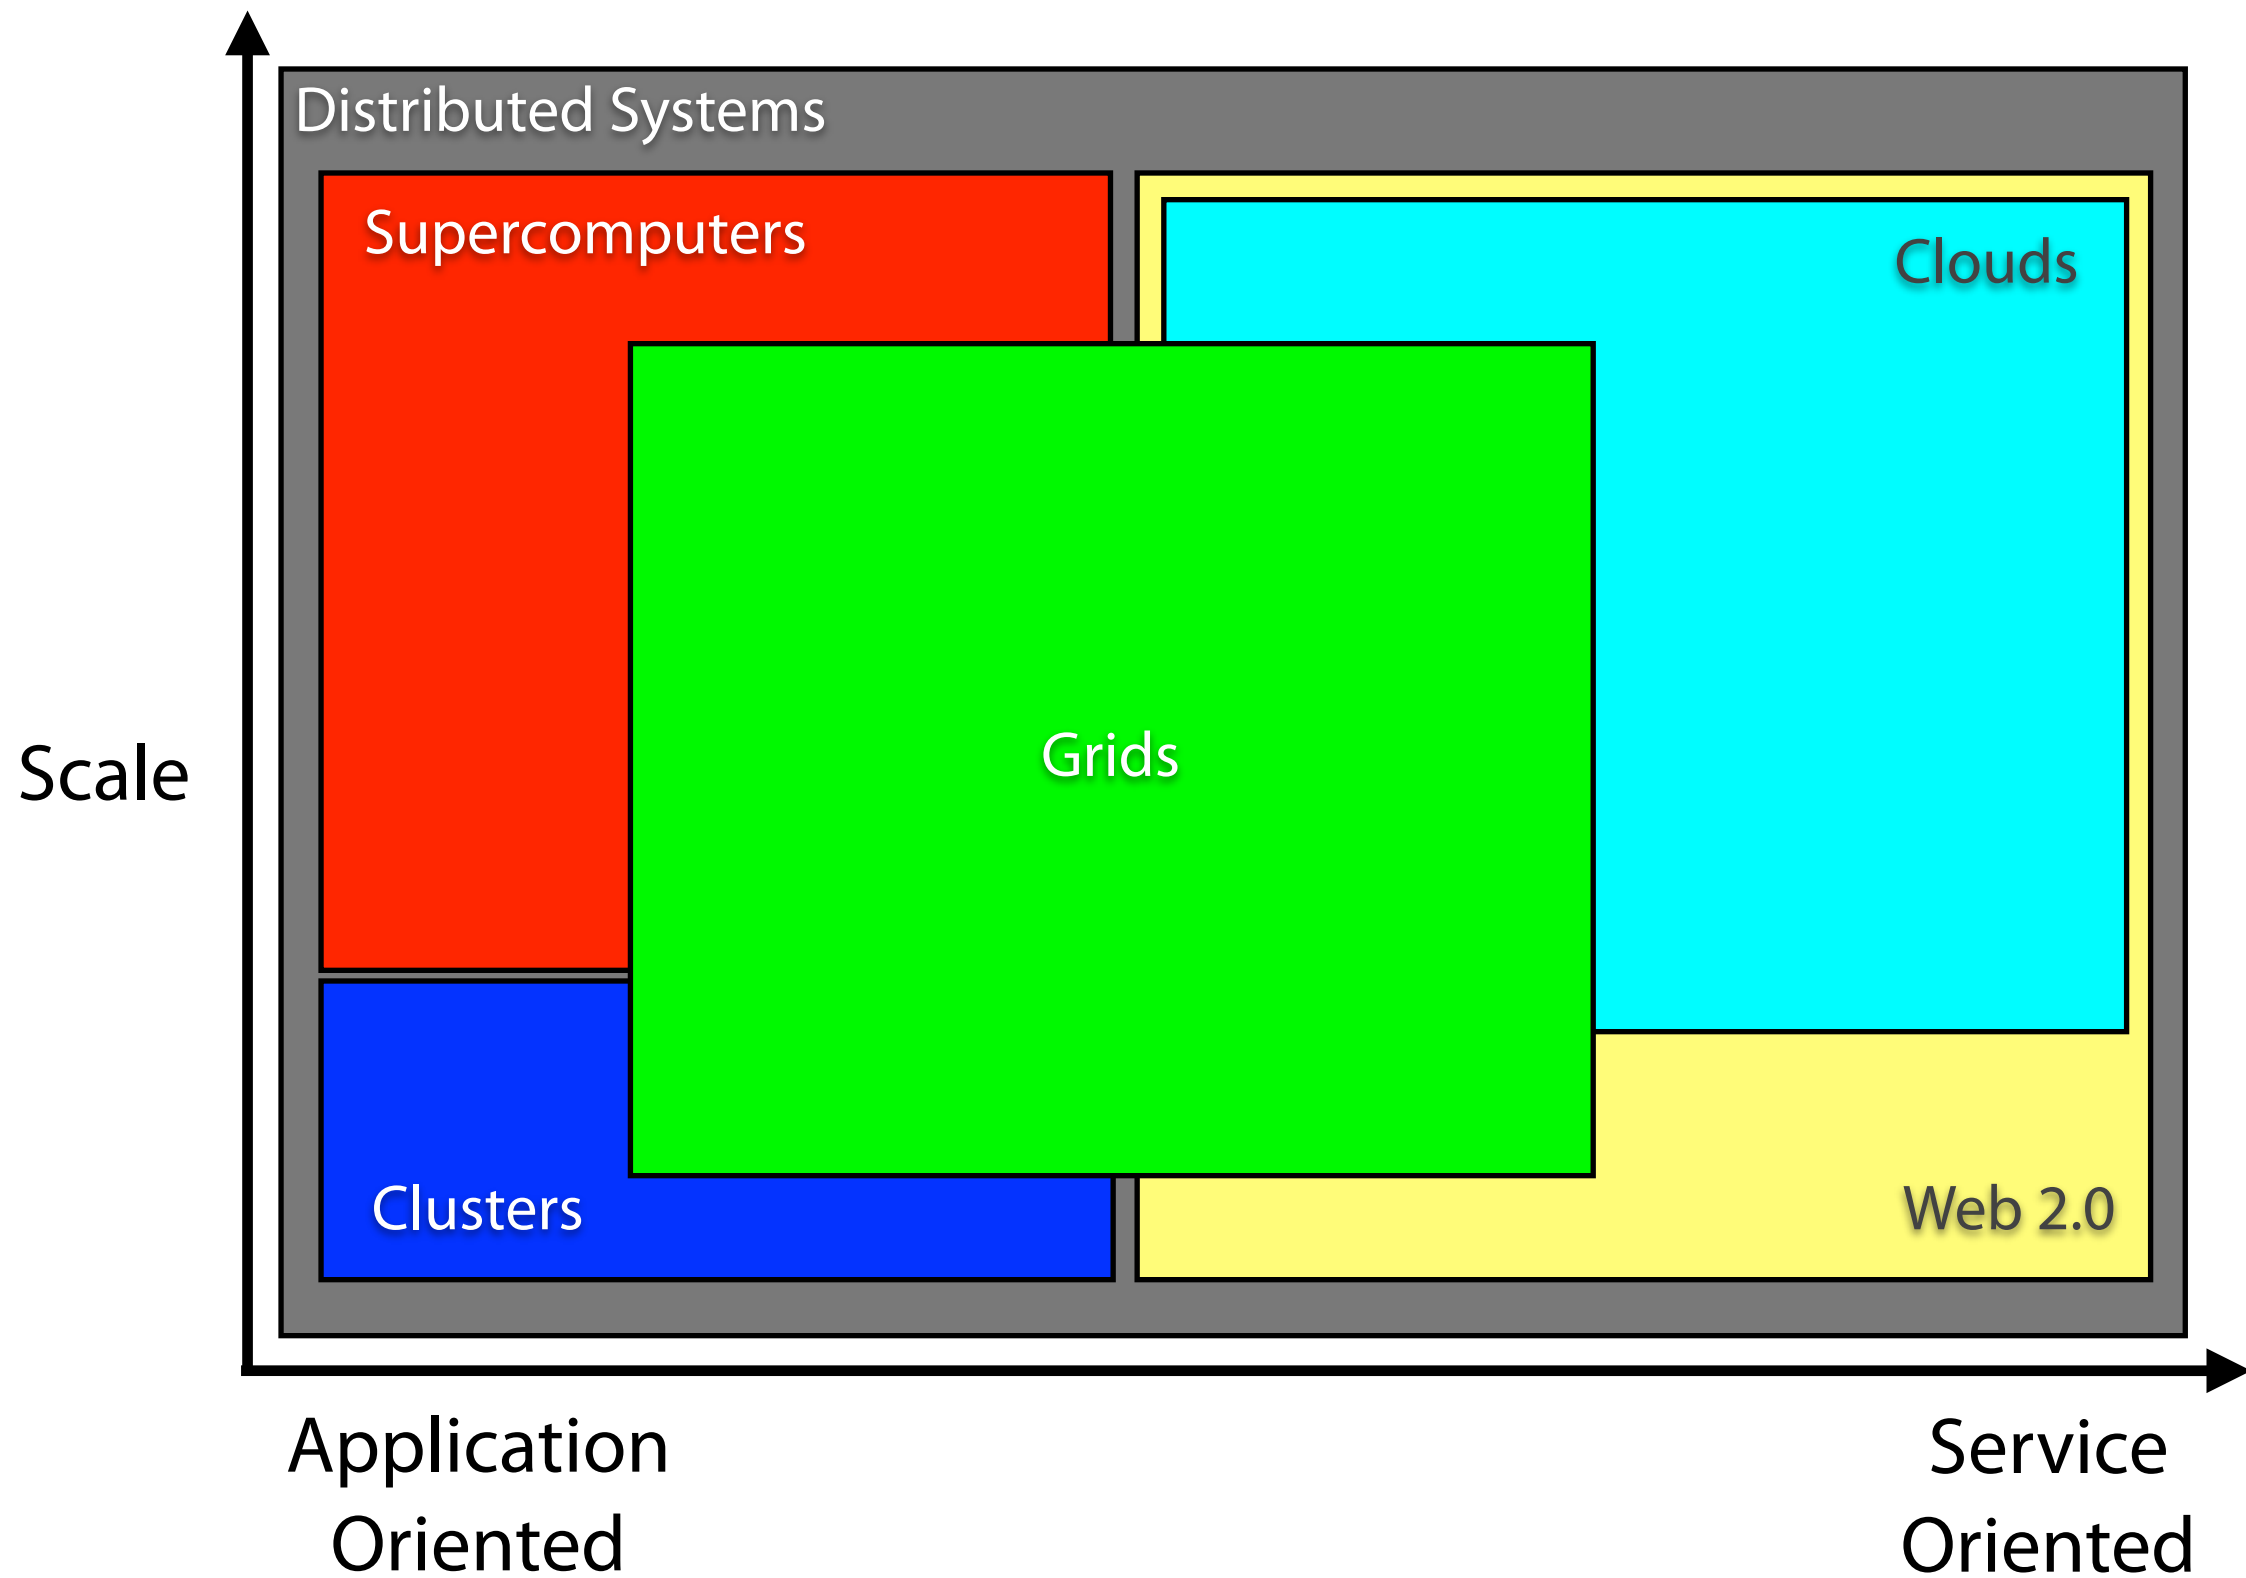 Distributed Systems
Supercomputers
Clouds
Grids
Scale
Clusters
Web 2.0
Application
Oriented
Service
Oriented